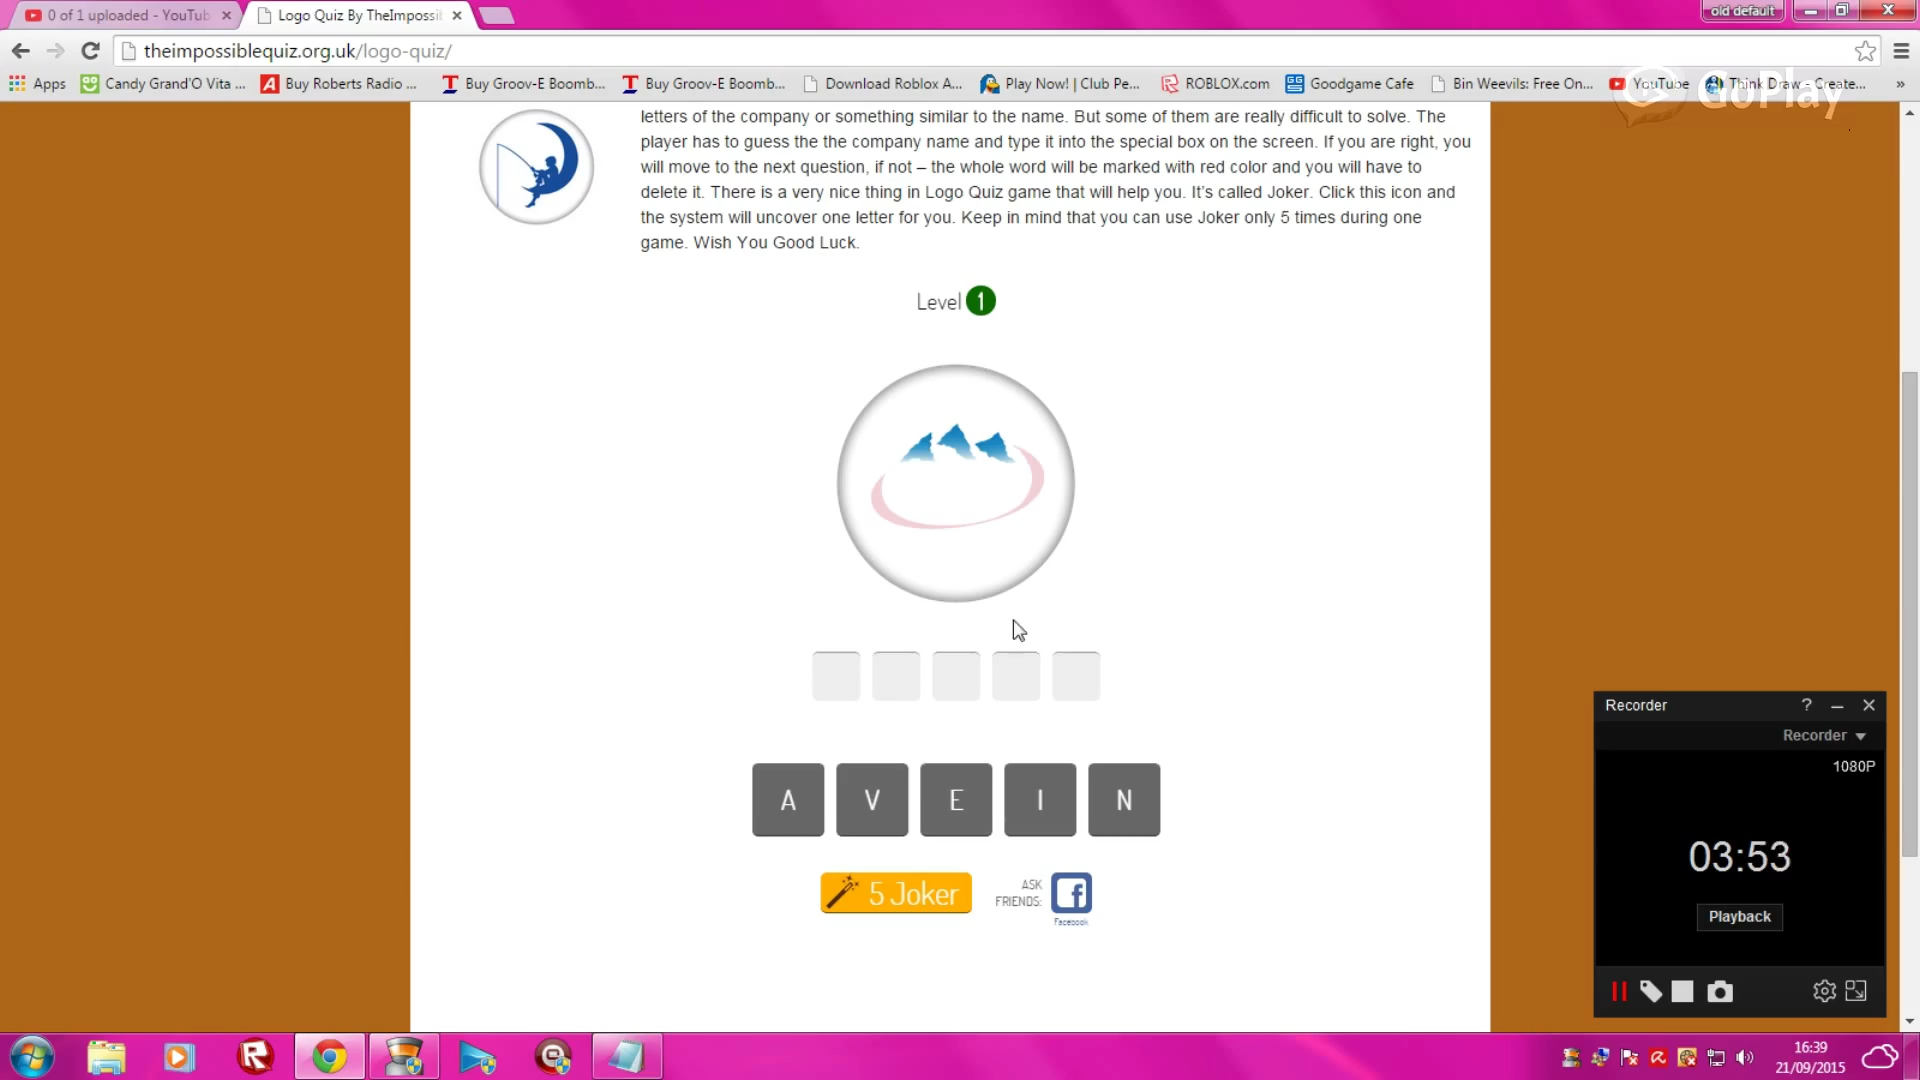 0 of 1 uploaded - YouTub
Logo Quiz By TheImpossi
old default
theimpossiblequiz.org.uk/logo-quiz/
Apps
Candy Grand'O Vita ...
Buy Roberts Radio ...
Buy Groov-E Boomb...
Buy Groov-E Boomb...
Download Roblox A...
Play Now! | Club Pe...
ROBLOX.com
Goodgame Cafe
Bin Weevils: Free On...
YouTube
Think Draw - Create...
»
GoPlay
letters of the company or something similar to the name. But some of them are really difficult to solve. The
player has to guess the the company name and type it into the special box on the screen. If you are right, you
will move to the next question, if not – the whole word will be marked with red color and you will have to
delete it. There is a very nice thing in Logo Quiz game that will help you. It's called Joker. Click this icon and
the system will uncover one letter for you. Keep in mind that you can use Joker only 5 times during one
game. Wish You Good Luck.
Level 1
A V E I N
5 Joker
ASK
FRIENDS:
Facebook
Recorder
Recorder
1080P
03:53
Playback
16:39
21/09/2015